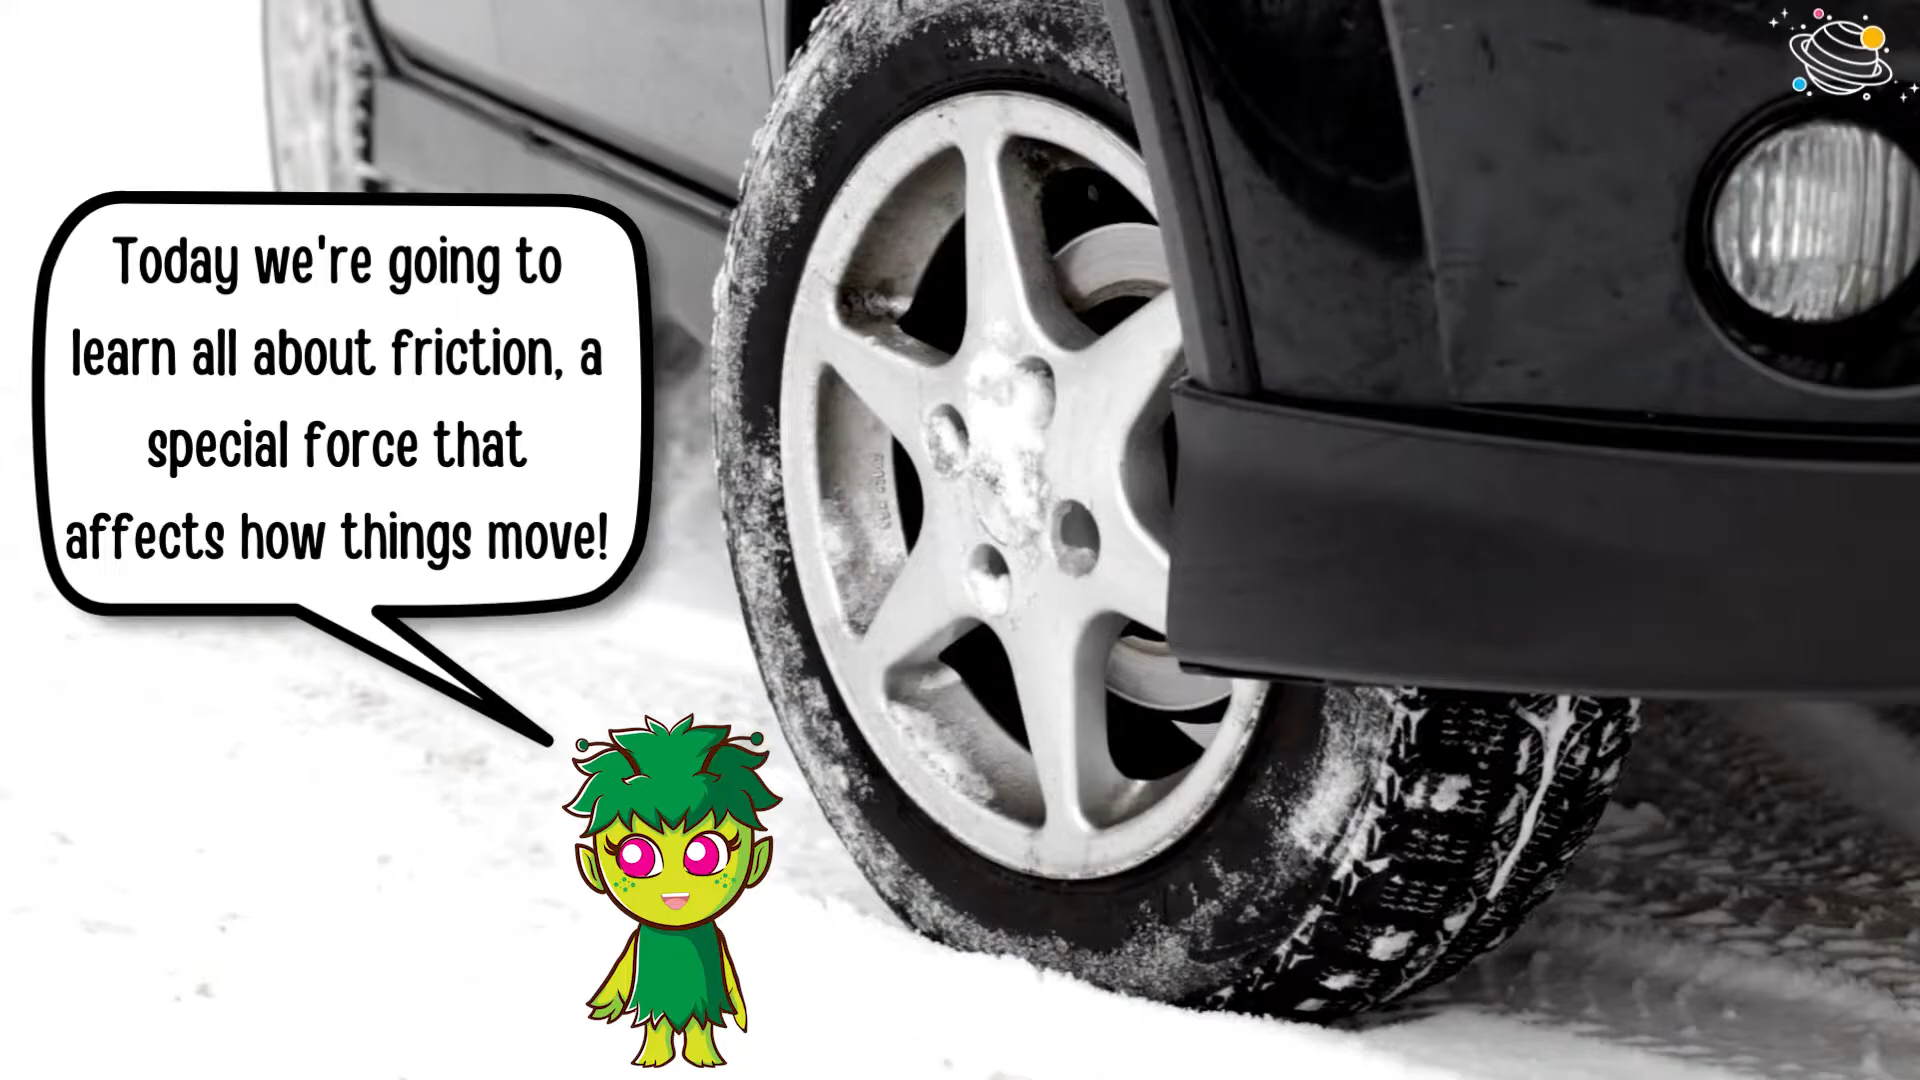 Today we're going to
learn all about friction, a
special force that
affects how things move!